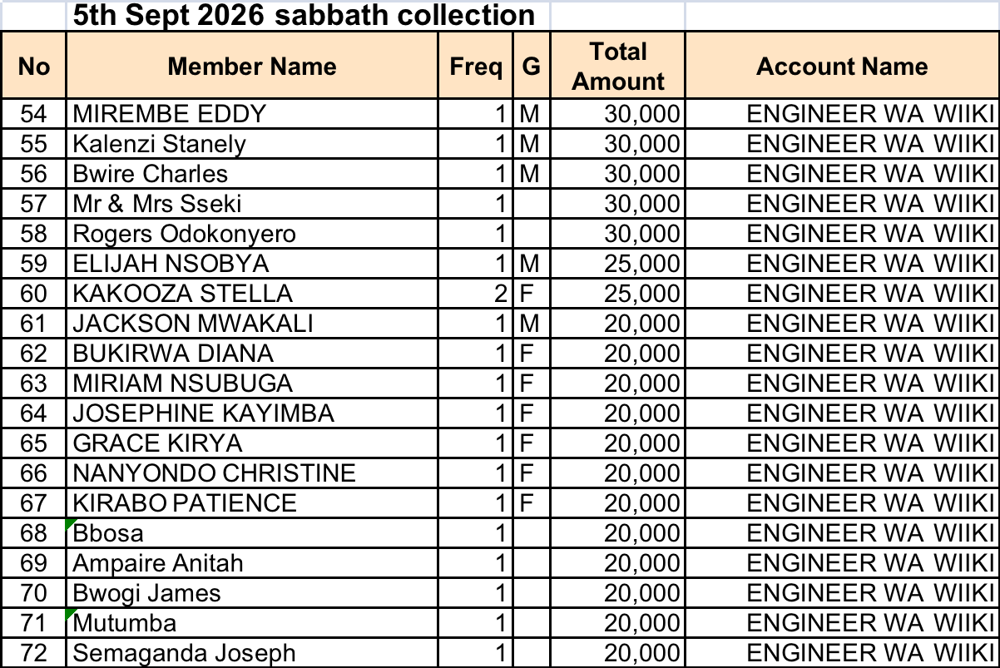 5th Sept 2026 sabbath collection
No Member Name Freq G Total Amount Account Name
54 MIREMBE EDDY 1 M 30,000 ENGINEER WA WIIKI
55 Kalenzi Stanely 1 M 30,000 ENGINEER WA WIIKI
56 Bwire Charles 1 M 30,000 ENGINEER WA WIIKI
57 Mr & Mrs Sseki 1 30,000 ENGINEER WA WIIKI
58 Rogers Odokonyero 1 30,000 ENGINEER WA WIIKI
59 ELIJAH NSOBYA 1 M 25,000 ENGINEER WA WIIKI
60 KAKOOZA STELLA 2 F 25,000 ENGINEER WA WIIKI
61 JACKSON MWAKALI 1 M 20,000 ENGINEER WA WIIKI
62 BUKIRWA DIANA 1 F 20,000 ENGINEER WA WIIKI
63 MIRIAM NSUBUGA 1 F 20,000 ENGINEER WA WIIKI
64 JOSEPHINE KAYIMBA 1 F 20,000 ENGINEER WA WIIKI
65 GRACE KIRYA 1 F 20,000 ENGINEER WA WIIKI
66 NANYONDO CHRISTINE 1 F 20,000 ENGINEER WA WIIKI
67 KIRABO PATIENCE 1 F 20,000 ENGINEER WA WIIKI
68 Bbosa 1 20,000 ENGINEER WA WIIKI
69 Ampaire Anitah 1 20,000 ENGINEER WA WIIKI
70 Bwogi James 1 20,000 ENGINEER WA WIIKI
71 Mutumba 1 20,000 ENGINEER WA WIIKI
72 Semaganda Joseph 1 20,000 ENGINEER WA WIIKI